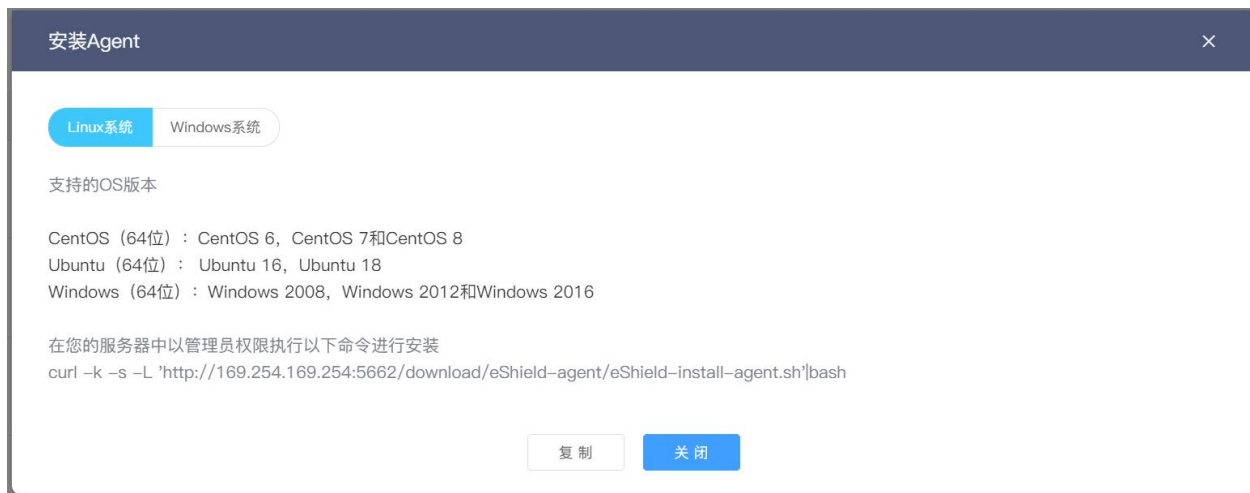 安装Agent
Linux系统 Windows系统
支持的OS版本
CentOS（64位）：CentOS 6，CentOS 7和CentOS 8
Ubuntu（64位）： Ubuntu 16，Ubuntu 18
Windows（64位）：Windows 2008，Windows 2012和Windows 2016
在您的服务器中以管理员权限执行以下命令进行安装
curl –k –s –L 'http://169.254.169.254:5662/download/eShield–agent/eShield–install–agent.sh'|bash
复 制 关 闭